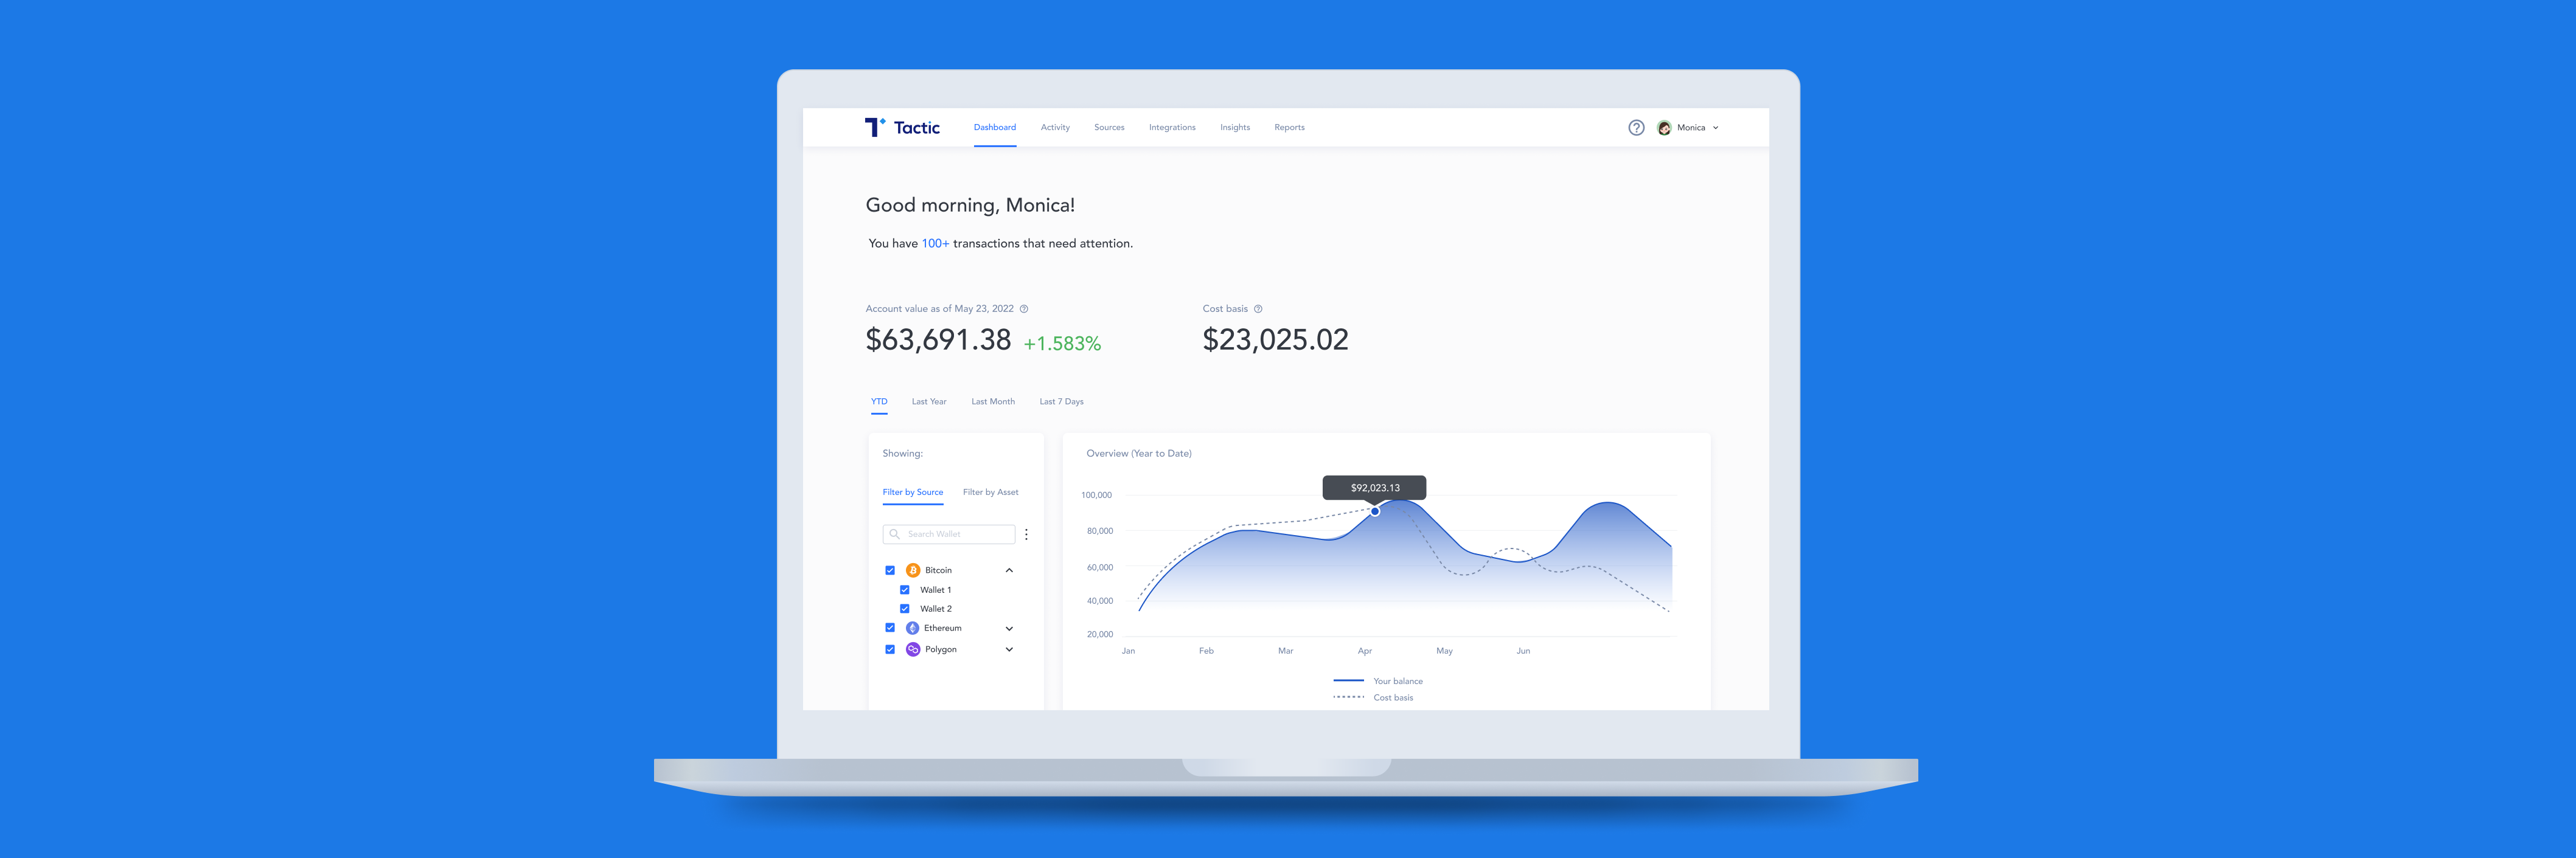 Tactic Dashboard Activity Sources Integrations Insights Reports Monica
Good morning, Monica!
You have 100+ transactions that need attention.
Account value as of May 23, 2022
$63,691.38 +1.583%
Cost basis
$23,025.02
YTD Last Year Last Month Last 7 Days
Showing:
Filter by Source Filter by Asset
Search Wallet
Bitcoin
Wallet 1
Wallet 2
Ethereum
Polygon
Overview (Year to Date)
$92,023.13
100,000
80,000
60,000
40,000
20,000
Jan Feb Mar Apr May Jun
Your balance
Cost basis